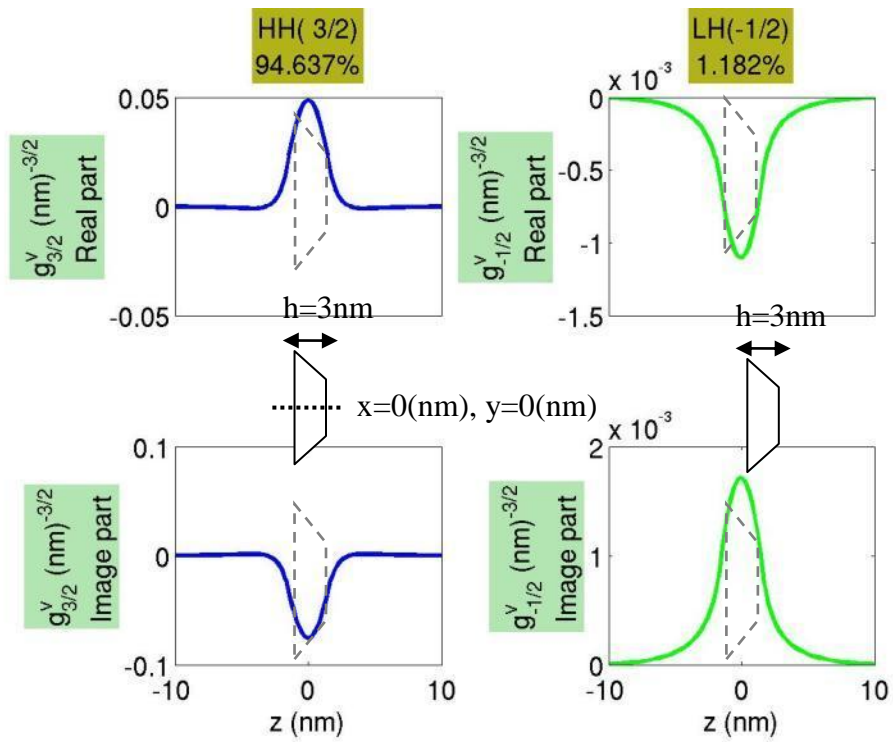 HH( 3/2)
94.637%
LH(-1/2)
1.182%
x 10^-3
0.05
0
-0.05
g^v_3/2 (nm)^-3/2
Real part
0
-0.5
-1
-1.5
g^v_-1/2 (nm)^-3/2
Real part
h=3nm
h=3nm
x=0(nm), y=0(nm)
x 10^-3
0.1
0
-0.1
g^v_3/2 (nm)^-3/2
Image part
-10
0
10
z (nm)
2
1
0
g^v_-1/2 (nm)^-3/2
Image part
-10
0
10
z (nm)